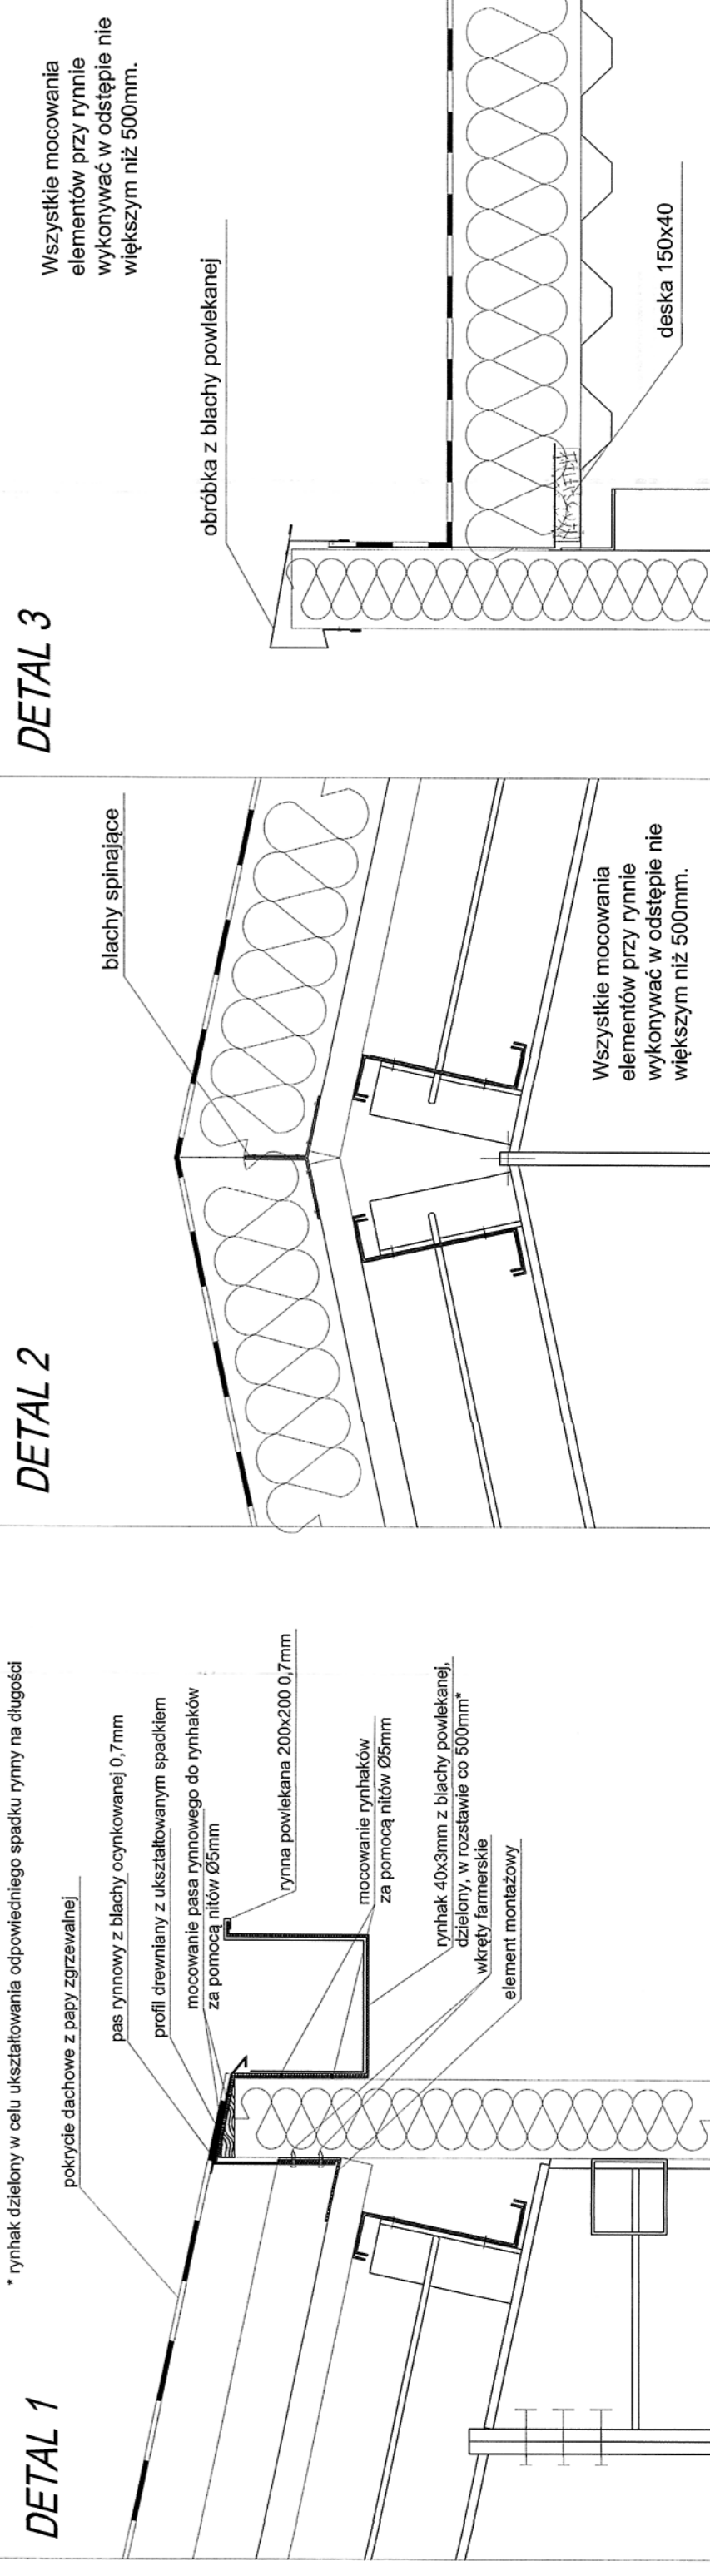 DETAL 1
* rynhak dzielony w celu ukształtowania odpowiedniego spadku rynny na długości
pokrycie dachowe z papy zgrzewalnej
pas rynnowy z blachy ocynkowanej 0,7mm
profil drewniany z ukształtowanym spadkiem
mocowanie pasa rynnowego do rynhaków
za pomocą nitów Ø5mm
rynna powlekana 200x200 0,7mm
mocowanie rynhaków
za pomocą nitów Ø5mm
rynhak 40x3mm z blachy powlekanej,
dzielony, w rozstawie co 500mm*
wkręty farmerskie
element montażowy
DETAL 2
blachy spinające
Wszystkie mocowania
elementów przy rynnie
wykonywać w odstępie nie
większym niż 500mm.
DETAL 3
obróbka z blachy powlekanej
Wszystkie mocowania
elementów przy rynnie
wykonywać w odstępie nie
większym niż 500mm.
deska 150x40